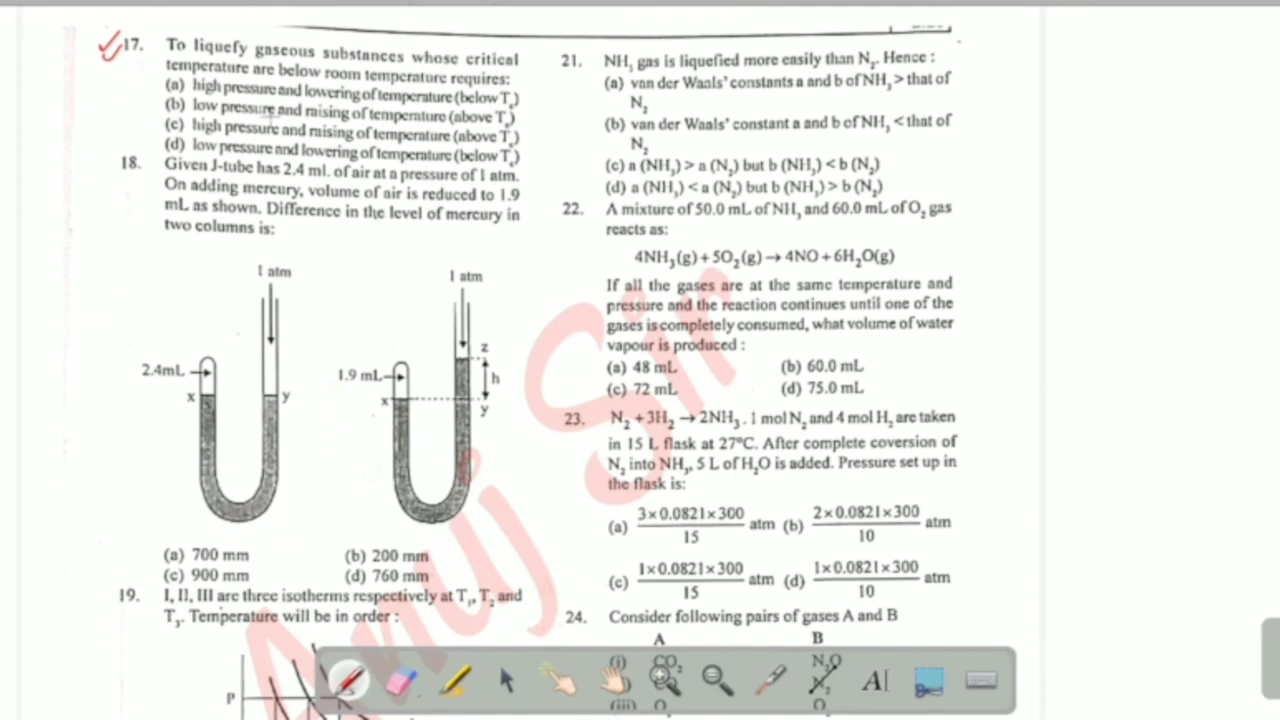 17. To liquefy gaseous substances whose critical
temperature are below room temperature requires:
(a) high pressure and lowering of temperature (below T꜀)
(b) low pressure and raising of temperature (above T꜀)
(c) high pressure and raising of temperature (above T꜀)
(d) low pressure and lowering of temperature (below T꜀)
18. Given J-tube has 2.4 ml. of air at a pressure of 1 atm.
On adding mercury, volume of air is reduced to 1.9
mL as shown. Difference in the level of mercury in
two columns is:
1 atm
1 atm
z
2.4mL
1.9 mL
h
x
y
x
y
(a) 700 mm (b) 200 mm
(c) 900 mm (d) 760 mm
19. I, II, III are three isotherms respectively at T₁, T₂ and
T₃. Temperature will be in order :
P
21. NH₃ gas is liquefied more easily than N₂. Hence :
(a) van der Waals' constants a and b of NH₃ > that of
N₂
(b) van der Waals' constant a and b of NH₃ < that of
N₂
(c) a (NH₃) > a (N₂) but b (NH₃) < b (N₂)
(d) a (NH₃) < a (N₂) but b (NH₃) > b (N₂)
22. A mixture of 50.0 mL of NH₃ and 60.0 mL of O₂ gas
reacts as:
4NH₃(g) + 5O₂(g) → 4NO + 6H₂O(g)
If all the gases are at the same temperature and
pressure and the reaction continues until one of the
gases is completely consumed, what volume of water
vapour is produced :
(a) 48 mL (b) 60.0 mL
(c) 72 mL (d) 75.0 mL
23. N₂ + 3H₂ → 2NH₃. 1 mol N₂ and 4 mol H₂ are taken
in 15 L flask at 27°C. After complete coversion of
N₂ into NH₃, 5 L of H₂O is added. Pressure set up in
the flask is:
(a) 3×0.0821×300 / 15 atm (b) 2×0.0821×300 / 10 atm
(c) 1×0.0821×300 / 15 atm (d) 1×0.0821×300 / 10 atm
24. Consider following pairs of gases A and B
A B
(i) CO₂ N₂O
N₂
(iii) O O
A
Anuj Sir